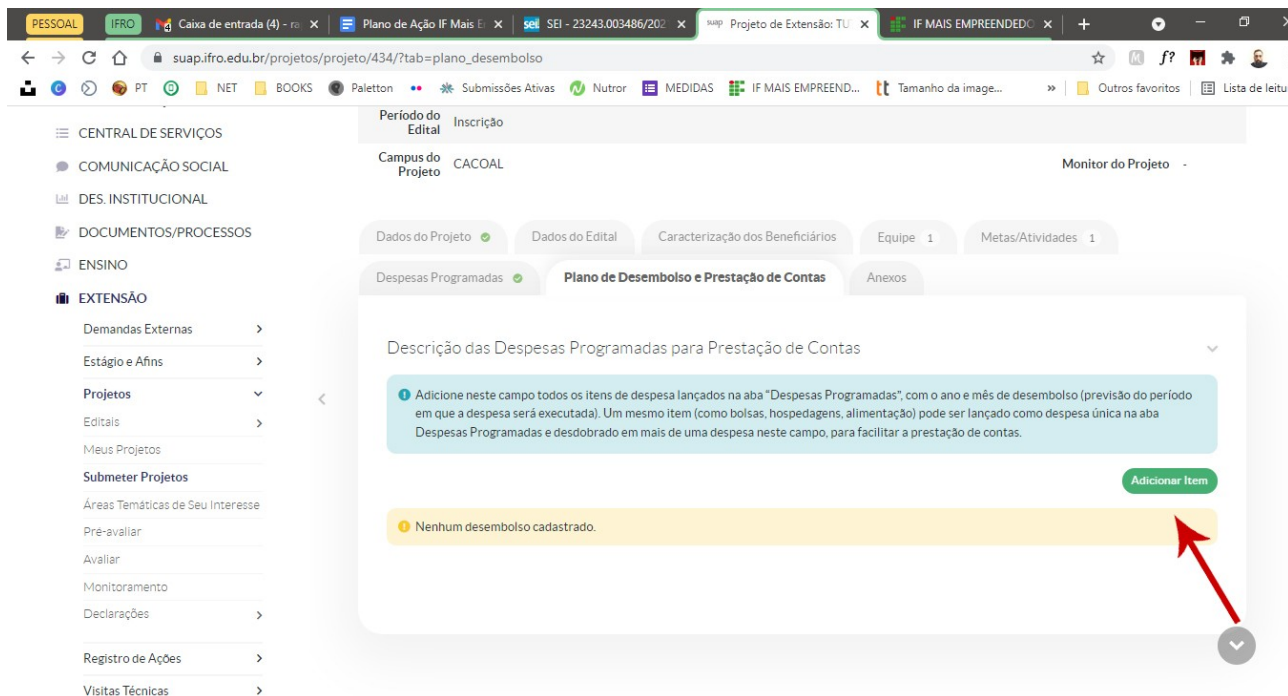 PESSOAL
IFRO
Caixa de entrada (4) - ra
Plano de Ação IF Mais E
sei
SEI - 23243.003486/202
suap
Projeto de Extensão: TU
IF MAIS EMPREENDEDO
suap.ifro.edu.br/projetos/projeto/434/?tab=plano_desembolso
f?
PT
NET
BOOKS
Paletton
Submissões Ativas
Nutror
MEDIDAS
IF MAIS EMPREEND...
Tamanho da image...
»
Outros favoritos
Lista de leitu
CENTRAL DE SERVIÇOS
COMUNICAÇÃO SOCIAL
DES. INSTITUCIONAL
DOCUMENTOS/PROCESSOS
ENSINO
EXTENSÃO
Demandas Externas
Estágio e Afins
Projetos
Editais
Meus Projetos
Submeter Projetos
Áreas Temáticas de Seu Interesse
Pré-avaliar
Avaliar
Monitoramento
Declarações
Registro de Ações
Visitas Técnicas
Período do
Edital
Inscrição
Campus do
Projeto
CACOAL
Monitor do Projeto -
Dados do Projeto
Dados do Edital
Caracterização dos Beneficiários
Equipe 1
Metas/Atividades 1
Despesas Programadas
Plano de Desembolso e Prestação de Contas
Anexos
Descrição das Despesas Programadas para Prestação de Contas
Adicione neste campo todos os itens de despesa lançados na aba "Despesas Programadas", com o ano e mês de desembolso (previsão do período
em que a despesa será executada). Um mesmo item (como bolsas, hospedagens, alimentação) pode ser lançado como despesa única na aba
Despesas Programadas e desdobrado em mais de uma despesa neste campo, para facilitar a prestação de contas.
Adicionar Item
Nenhum desembolso cadastrado.